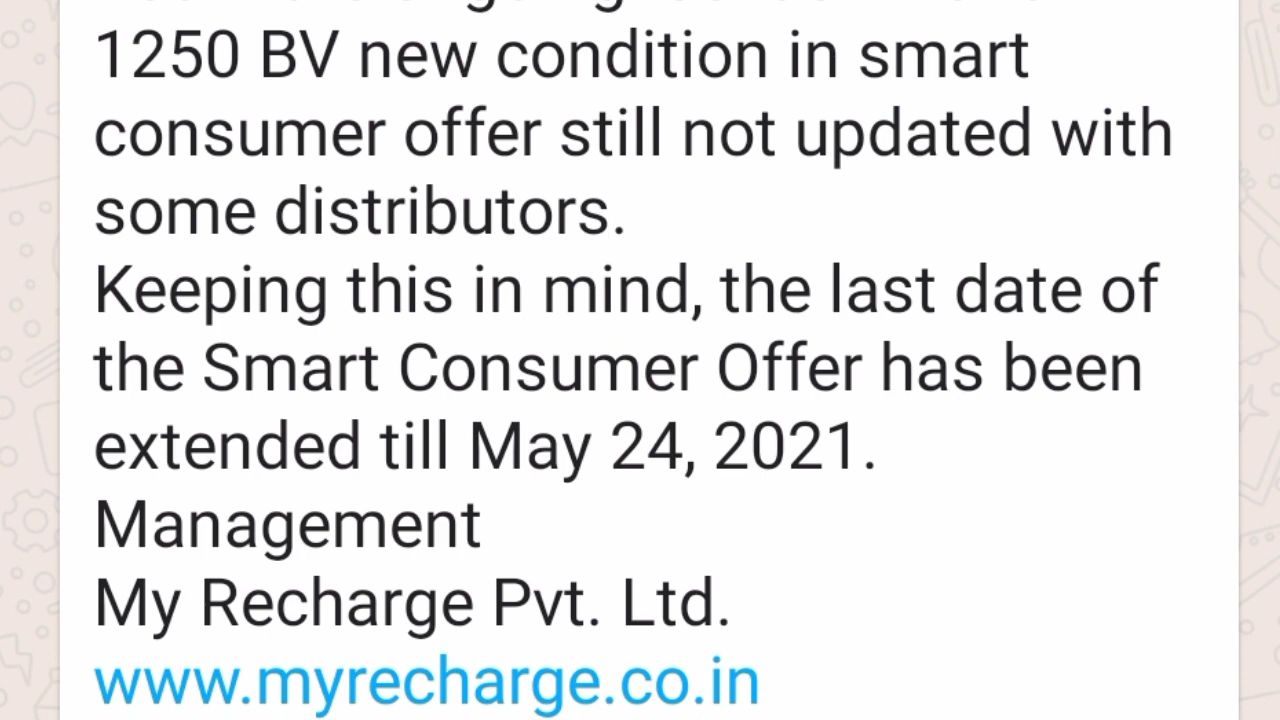 1250 BV new condition in smart
consumer offer still not updated with
some distributors.
Keeping this in mind, the last date of
the Smart Consumer Offer has been
extended till May 24, 2021.
Management
My Recharge Pvt. Ltd.
www.myrecharge.co.in